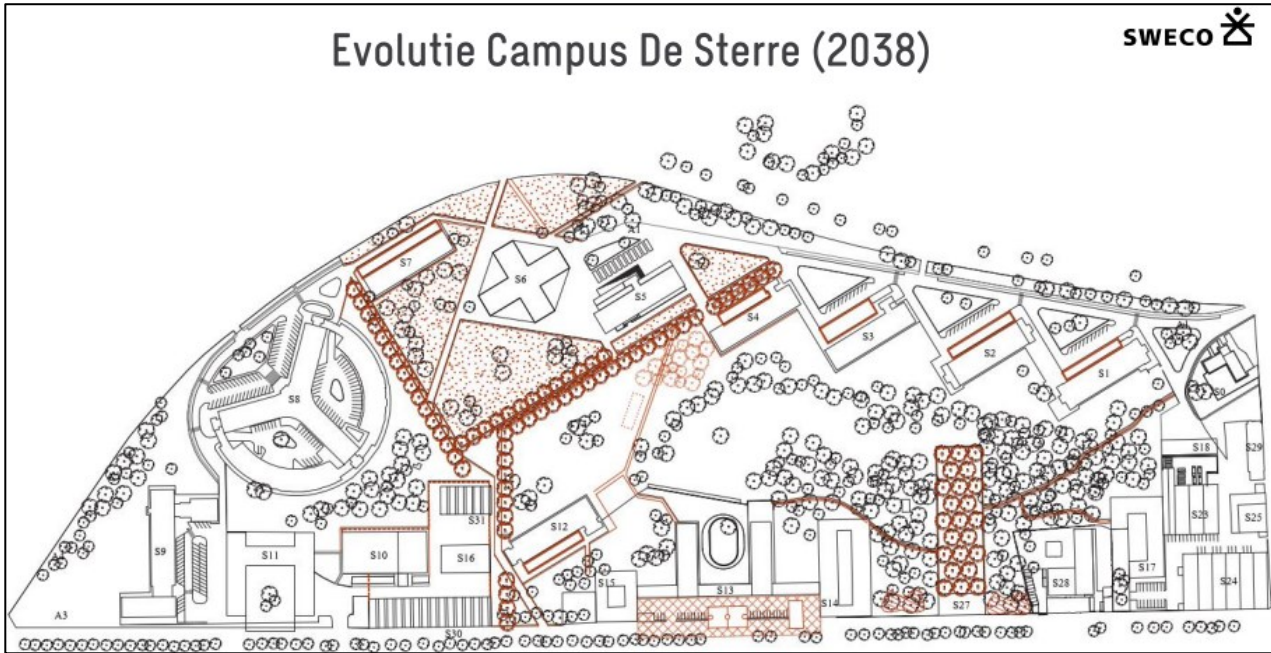 Evolutie Campus De Sterre (2038)
SWECO
A1
S7
S6
S5
S4
S3
S2
S1
S0
S8
S18
S29
S9
S31
S12
S23
S25
S11
S10
S16
S15
S13
S14
S27
S28
S17
S24
A3
S30